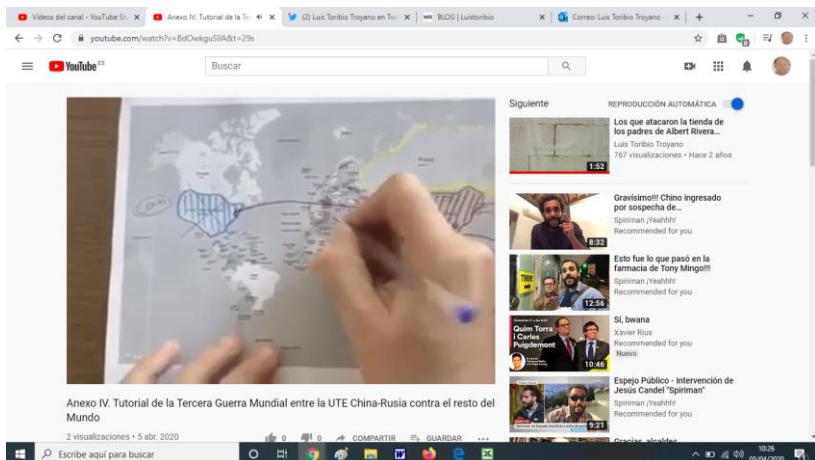 Vídeos del canal - YouTube St
Anexo IV. Tutorial de la Te
(2) Luis Toribio Troyano en Tw
WIX BLOG | Luistoribio
Correo: Luis Toribio Troyano -
youtube.com/watch?v=BdOwkguSIIA&t=29s
YouTube ES
Buscar
Siguiente
REPRODUCCIÓN AUTOMÁTICA
Los que atacaron la tienda de
los padres de Albert Rivera...
Luis Toribio Troyano
767 visualizaciones • Hace 2 años
1:52
Gravísimo!!! Chino ingresado
por sospecha de...
Spiriman ¡Yeahhh!
Recommended for you
8:32
Esto fue lo que pasó en la
farmacia de Tony Mingo!!!
Spiriman ¡Yeahhh!
Recommended for you
12:56
Sí, bwana
Xavier Rius
Recommended for you
Nuevo
Quim Torra
i Carles
Puigdemont
10:46
Espejo Público - Intervención de
Jesús Candel "Spiriman"
Spiriman ¡Yeahhh!
Recommended for you
9:21
Gracias, alcaldes
Anexo IV. Tutorial de la Tercera Guerra Mundial entre la UTE China-Rusia contra el resto del
Mundo
2 visualizaciones • 5 abr. 2020
0
0
COMPARTIR
GUARDAR
Escribe aquí para buscar
10:26
05/04/2020